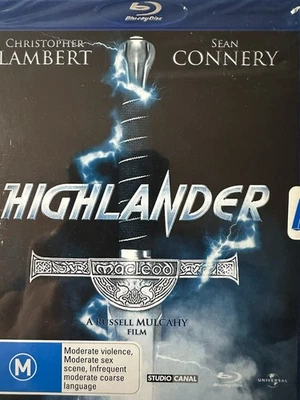 Blu-ray Disc
CHRISTOPHER SEAN
LAMBERT CONNERY
HIGHLANDER
macLeod
A RUSSELL MULCAHY
FILM
M
Moderate violence,
Moderate sex
scene, Infrequent
moderate coarse
language
STUDIO CANAL
UNIVERSAL